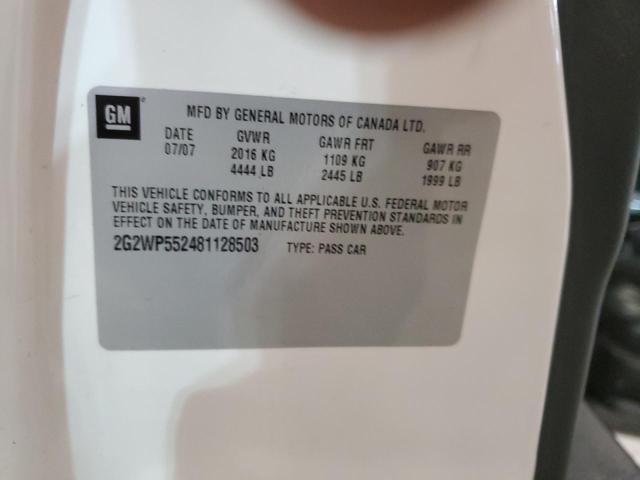 GM
MFD BY GENERAL MOTORS OF CANADA LTD.
DATE GVWR GAWR FRT GAWR RR
07/07 2016 KG 1109 KG 907 KG
4444 LB 2445 LB 1999 LB
THIS VEHICLE CONFORMS TO ALL APPLICABLE U.S. FEDERAL MOTOR
VEHICLE SAFETY, BUMPER, AND THEFT PREVENTION STANDARDS IN
EFFECT ON THE DATE OF MANUFACTURE SHOWN ABOVE.
2G2WP552481128503 TYPE: PASS CAR